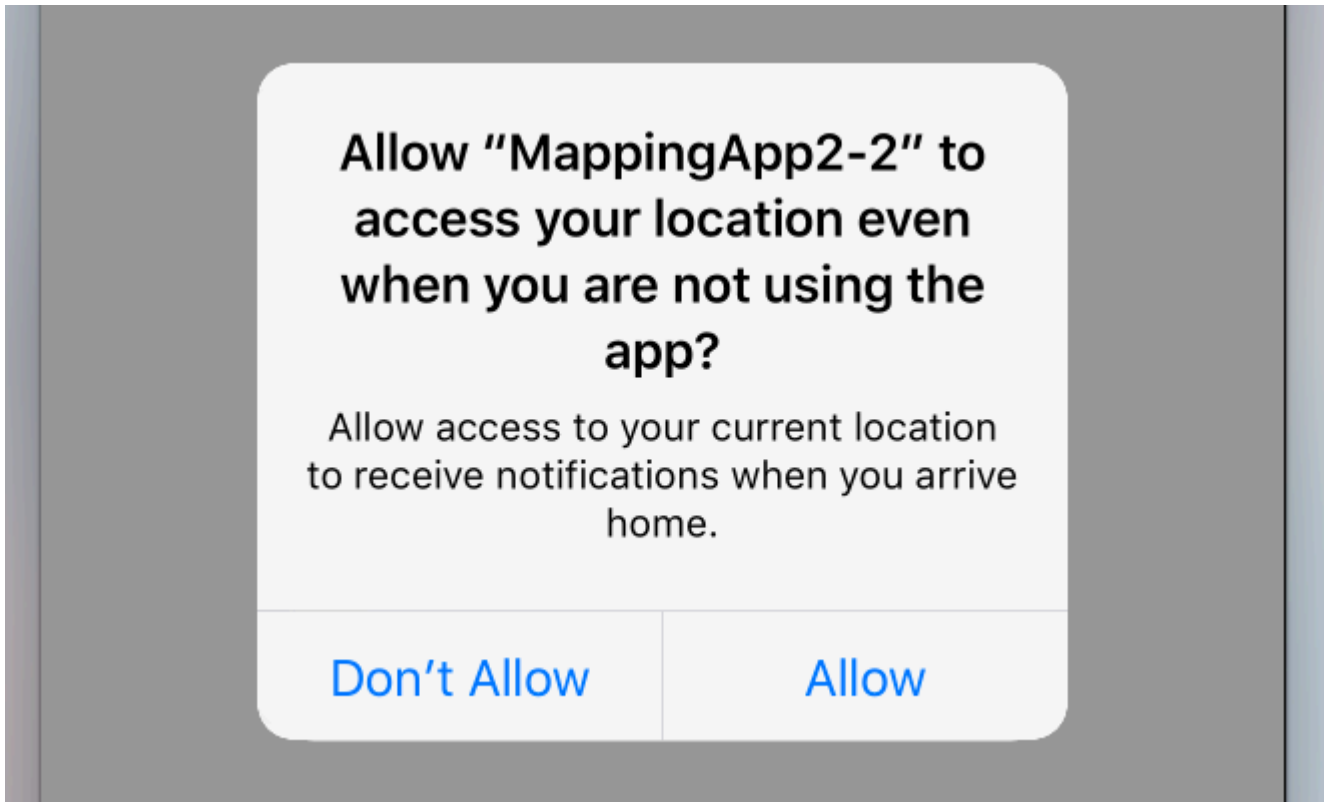 Allow “MappingApp2-2” to
access your location even
when you are not using the
app?
Allow access to your current location
to receive notifications when you arrive
home.
Don’t Allow
Allow